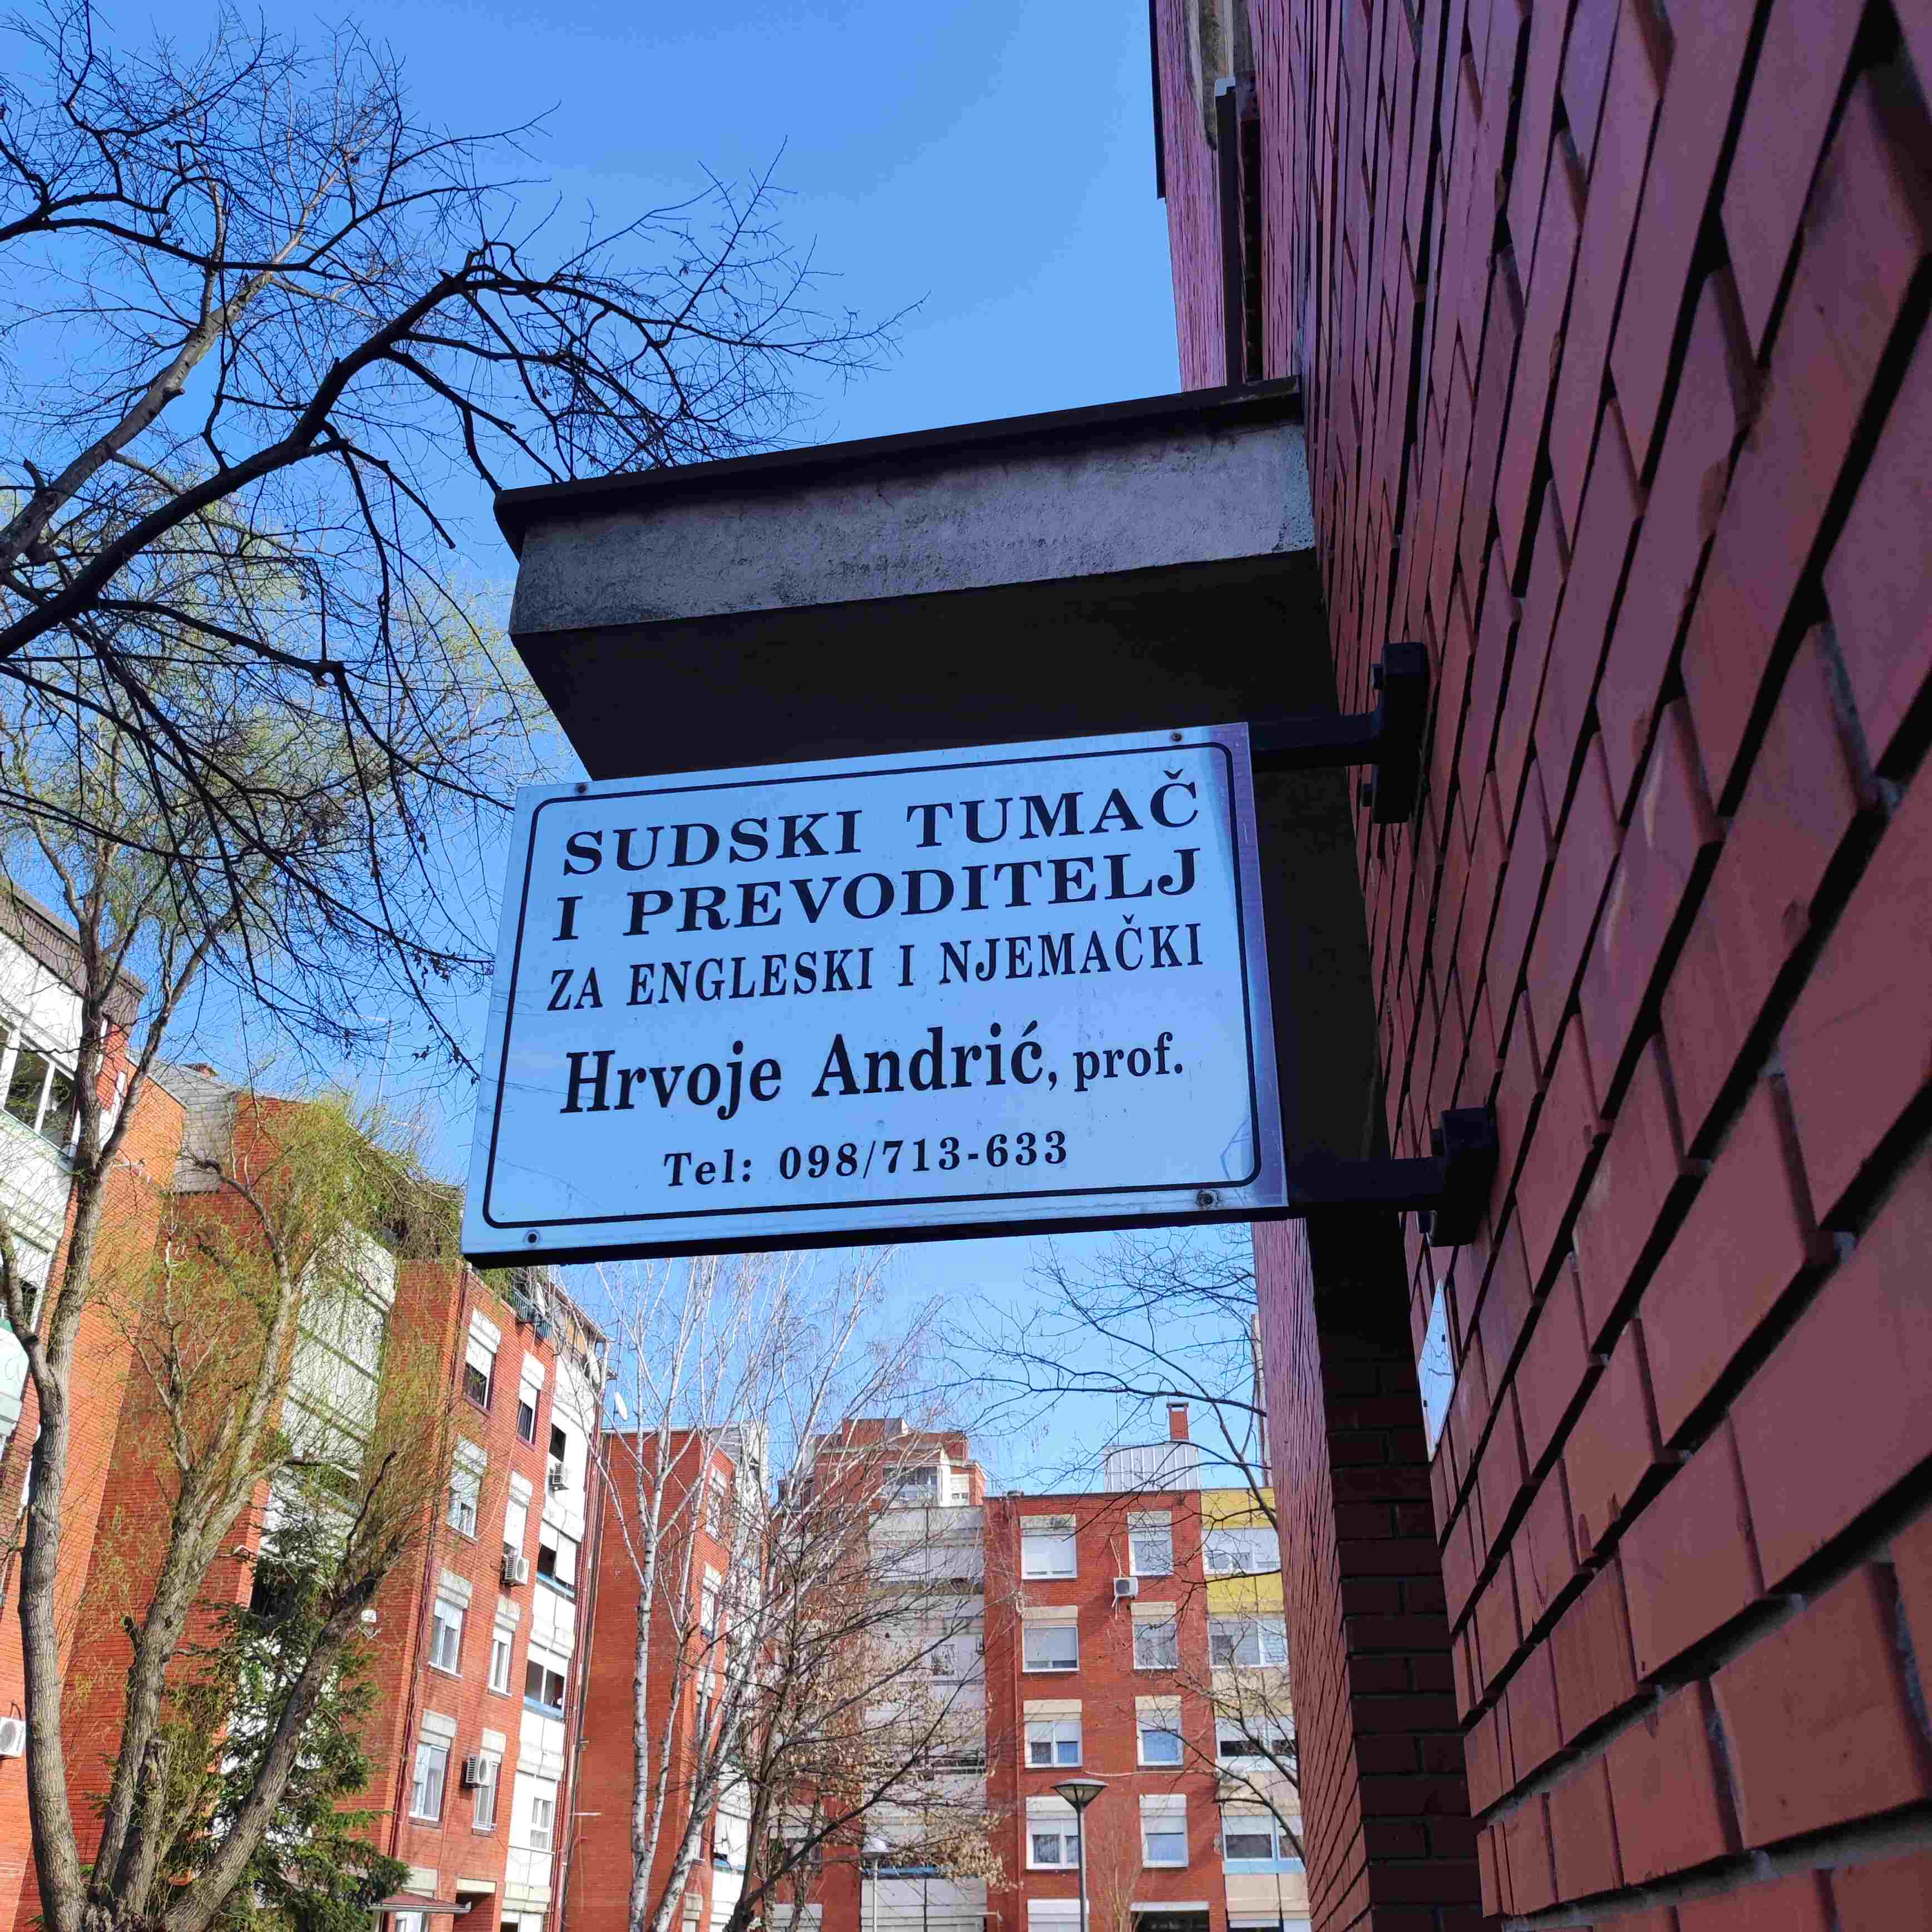 SUDSKI TUMAČ
I PREVODITELJ
ZA ENGLESKI I NJEMAČKI
Hrvoje Andrić, prof.
Tel: 098/713-633